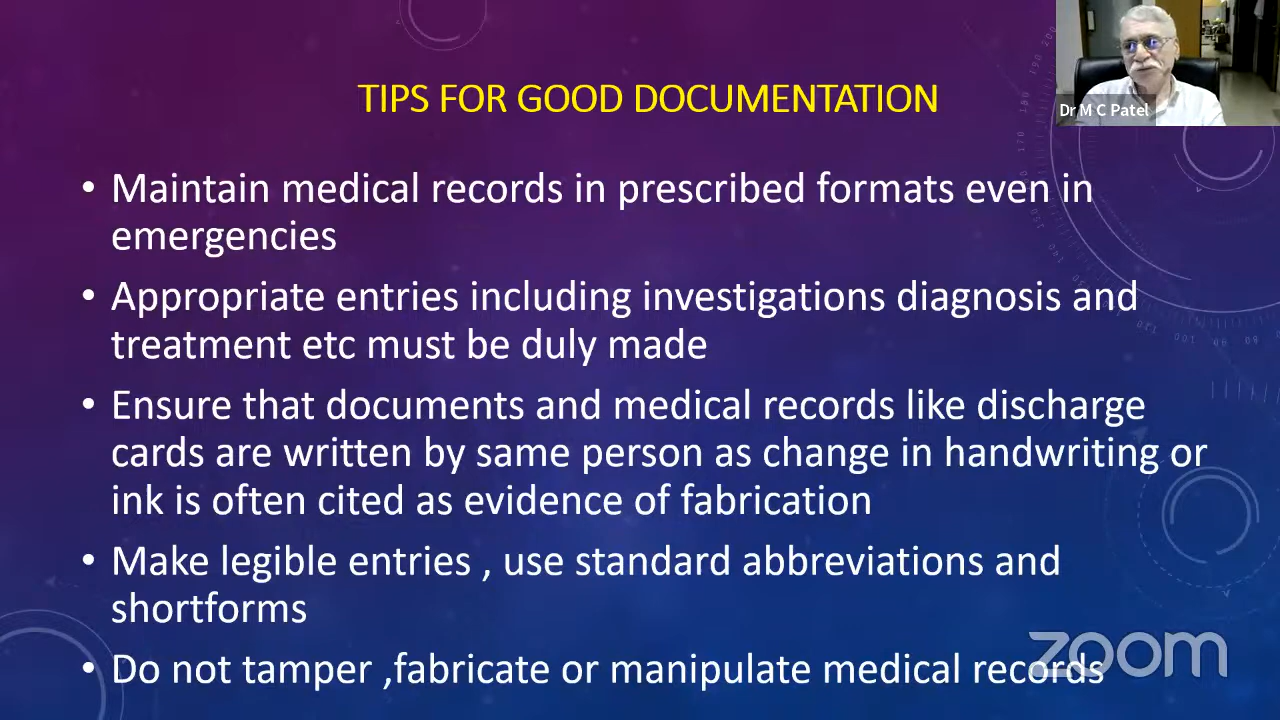 TIPS FOR GOOD DOCUMENTATION
Dr M C Patel
• Maintain medical records in prescribed formats even in
emergencies
• Appropriate entries including investigations diagnosis and
treatment etc must be duly made
• Ensure that documents and medical records like discharge
cards are written by same person as change in handwriting or
ink is often cited as evidence of fabrication
• Make legible entries , use standard abbreviations and
shortforms
• Do not tamper ,fabricate or manipulate medical records
zoom